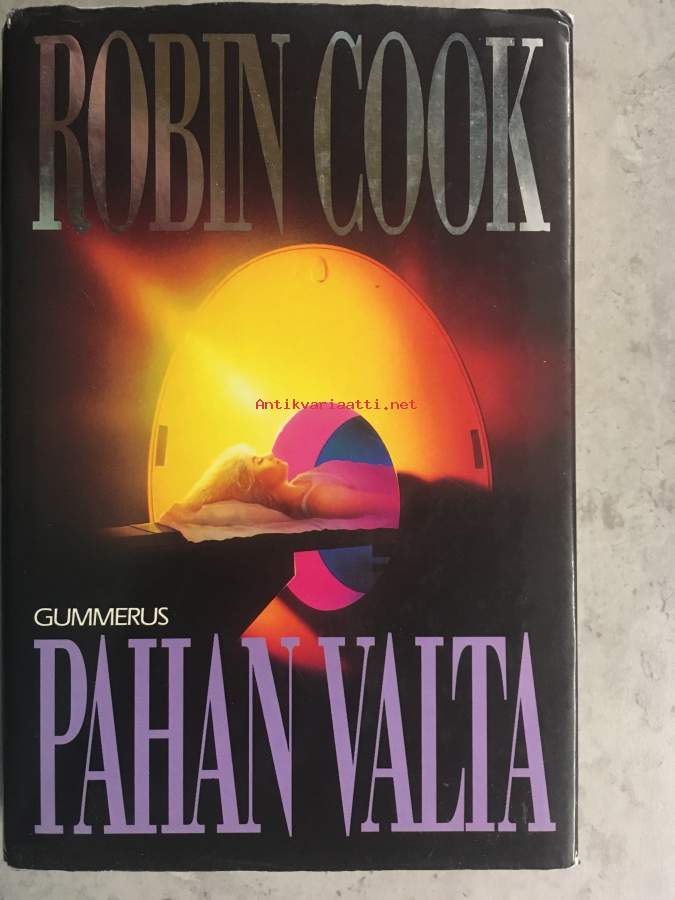 ROBIN COOK
Antikvariaatti.net
GUMMERUS
PAHAN VALTA